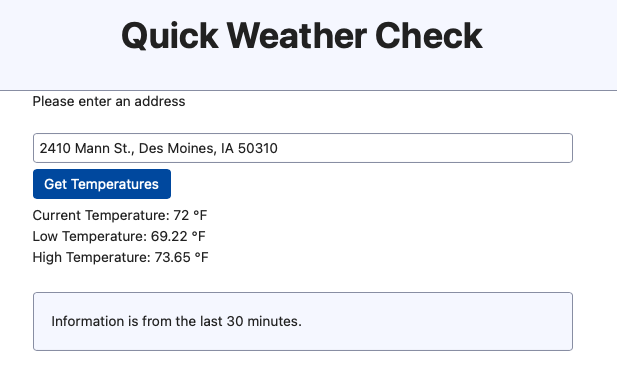 Quick Weather Check
Please enter an address
2410 Mann St., Des Moines, IA 50310
Get Temperatures
Current Temperature: 72 °F
Low Temperature: 69.22 °F
High Temperature: 73.65 °F
Information is from the last 30 minutes.